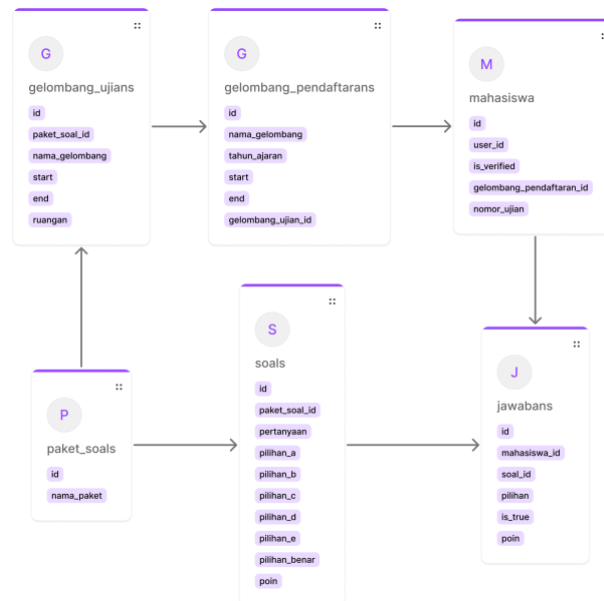 G
gelombang_ujians
id
paket_soal_id
nama_gelombang
start
end
ruangan
G
gelombang_pendaftarans
id
nama_gelombang
tahun_ajaran
start
end
gelombang_ujian_id
M
mahasiswa
id
user_id
is_verified
gelombang_pendaftaran_id
nomor_ujian
P
paket_soals
id
nama_paket
S
soals
id
paket_soal_id
pertanyaan
pilihan_a
pilihan_b
pilihan_c
pilihan_d
pilihan_e
pilihan_benar
poin
J
jawabans
id
mahasiswa_id
soal_id
pilihan
is_true
poin